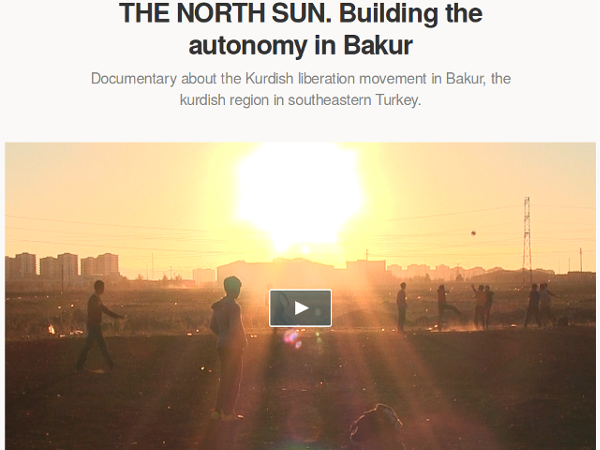 THE NORTH SUN. Building the
autonomy in Bakur
Documentary about the Kurdish liberation movement in Bakur, the
kurdish region in southeastern Turkey.